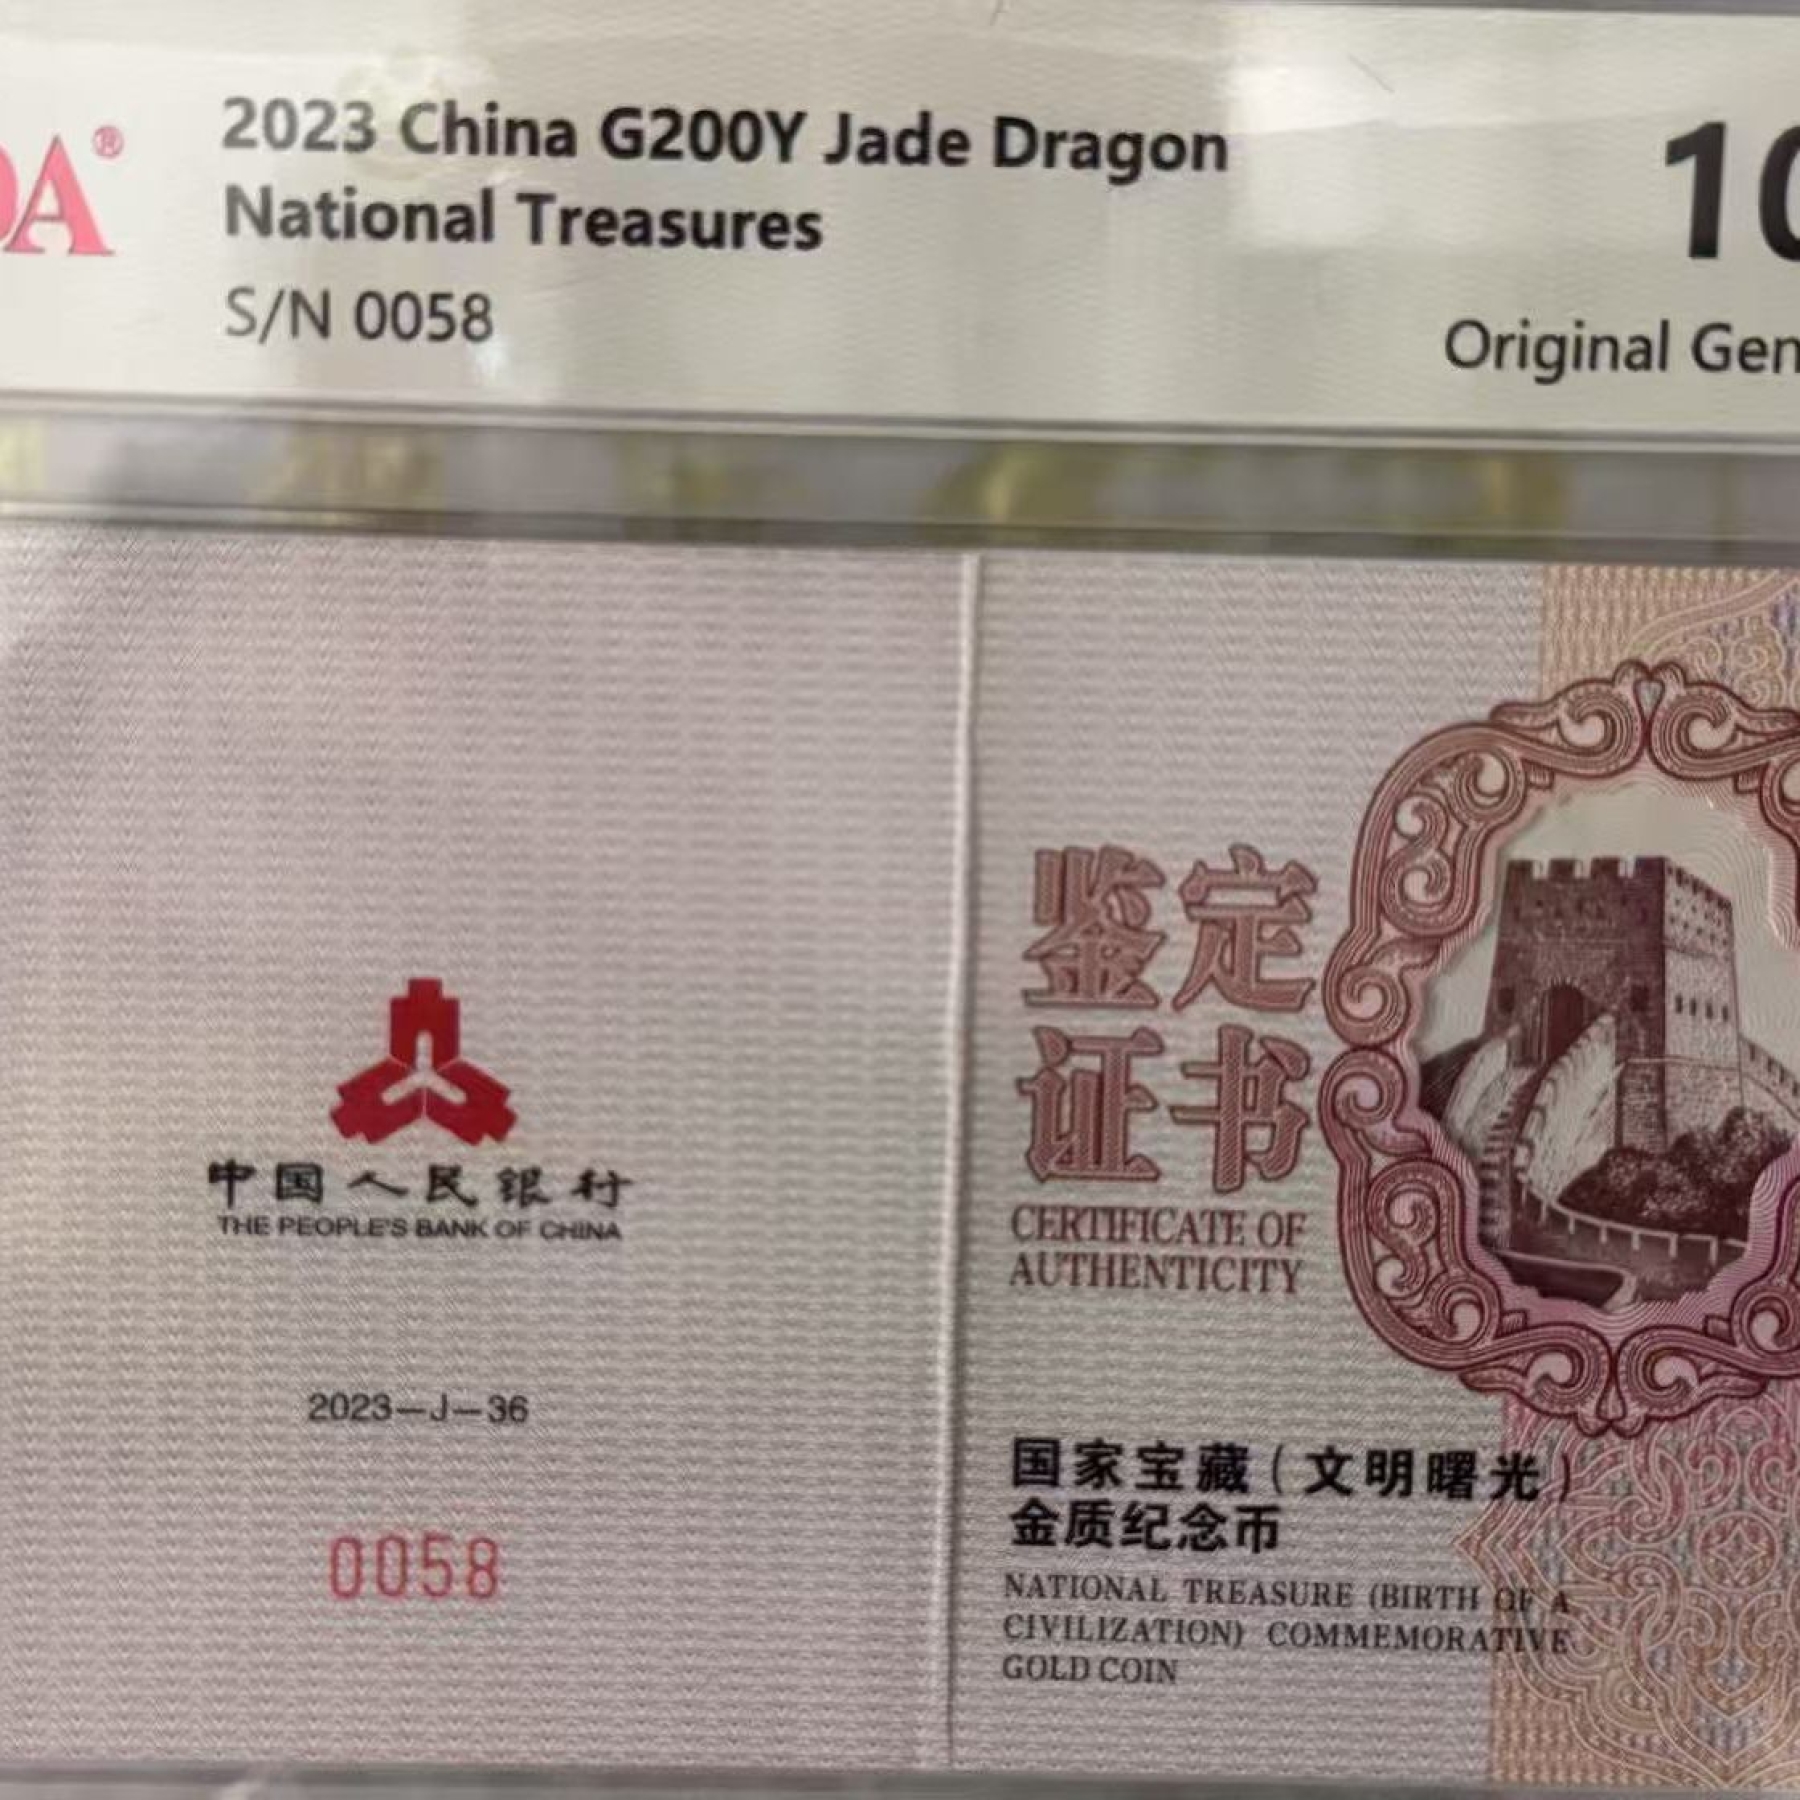 DA®
2023 China G200Y Jade Dragon
National Treasures
S/N 0058
10
Original Gen
中国人民银行
THE PEOPLE'S BANK OF CHINA
2023—J—36
0058
鉴定
证书
CERTIFICATE OF
AUTHENTICITY
国家宝藏(文明曙光)
金质纪念币
NATIONAL TREASURE (BIRTH OF A
CIVILIZATION) COMMEMORATIVE
GOLD COIN